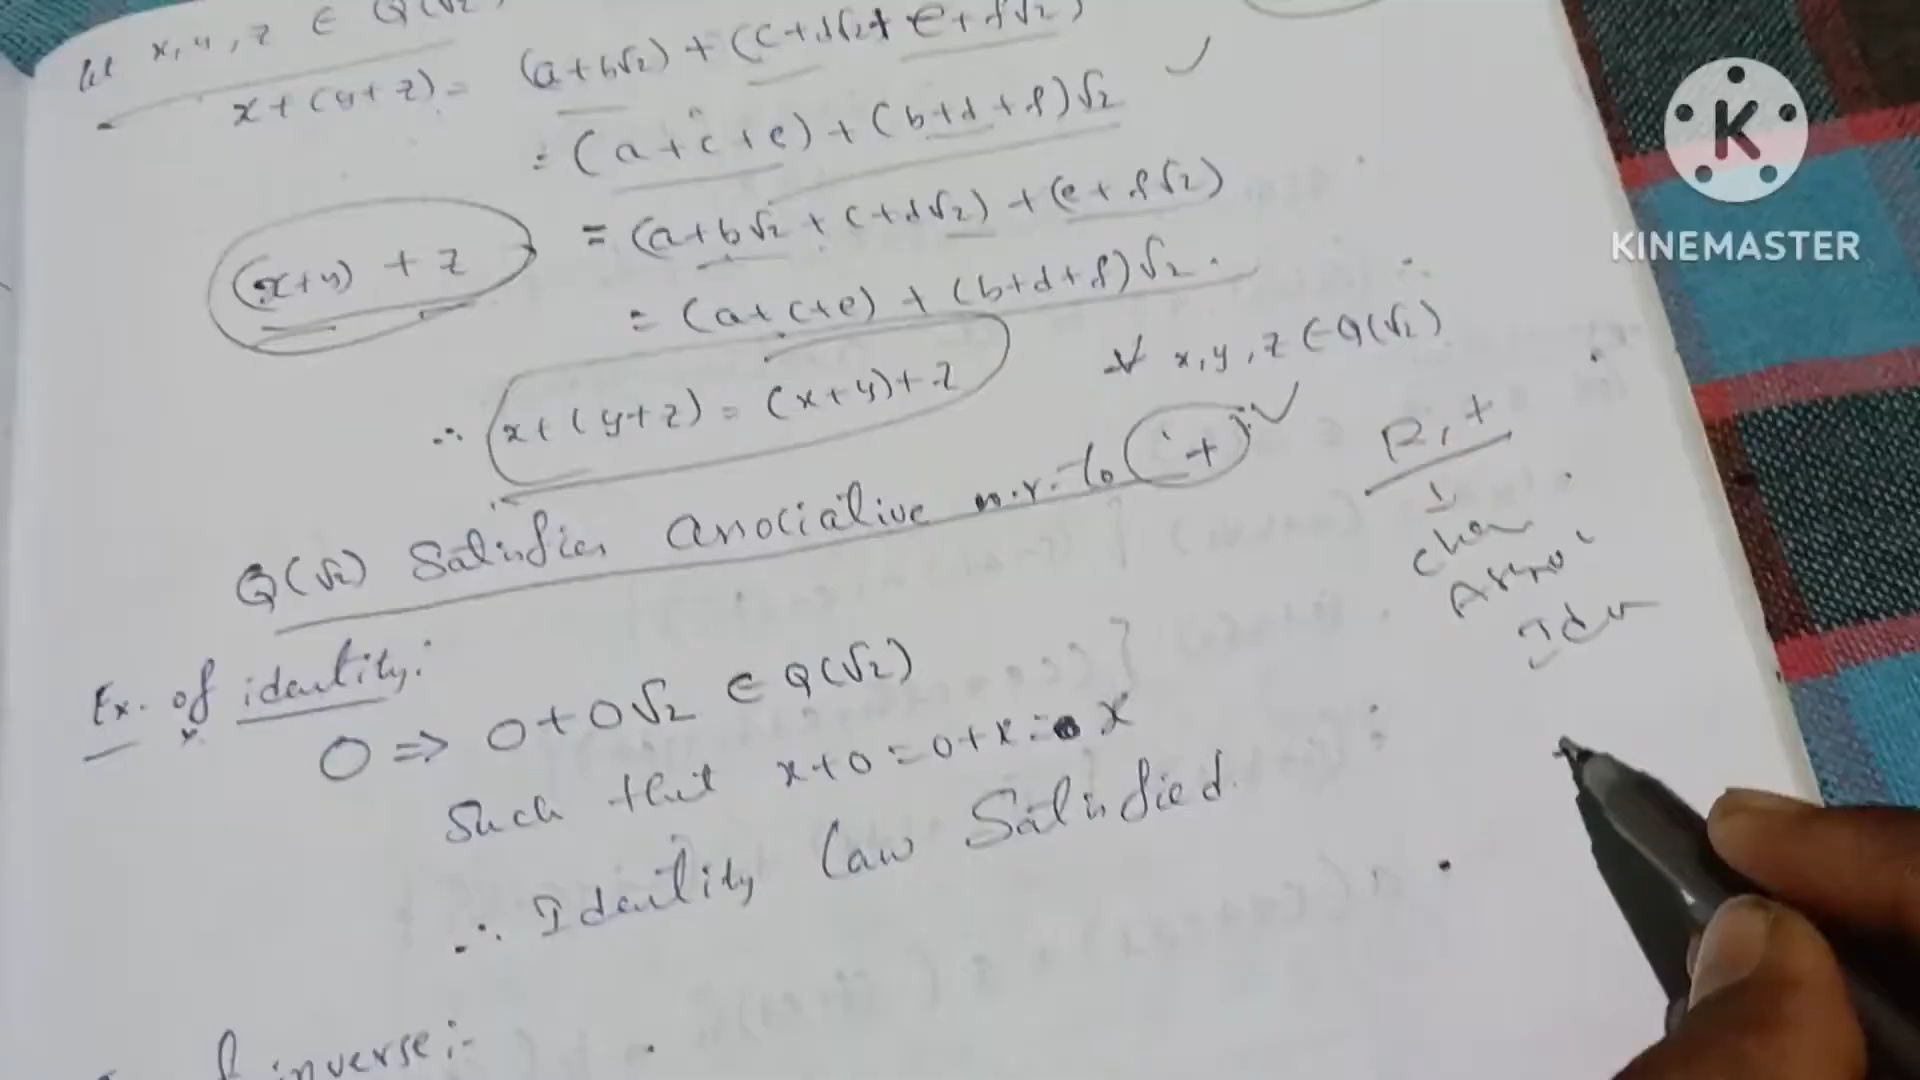 let x, y, z ∈ Q(√2)
x+(y+z) = (a+b√2) + (c+d√2 + e+f√2)
= (a+c+e) + (b+d+f)√2
(x+y) + z = (a+b√2 + c+d√2) + (e+f√2)
= (a+c+e) + (b+d+f)√2.
∴ x+(y+z) = (x+y)+z ∀ x, y, z ∈ Q(√2)
Q(√2) Satisfies associative w.r.to '+'.
R, +
Ex. of identity:
0 ⇒ 0+0√2 ∈ Q(√2)
Such that x+0=0+x= x
∴ Identity Law Satisfied.
of inverse:-
KINEMASTER